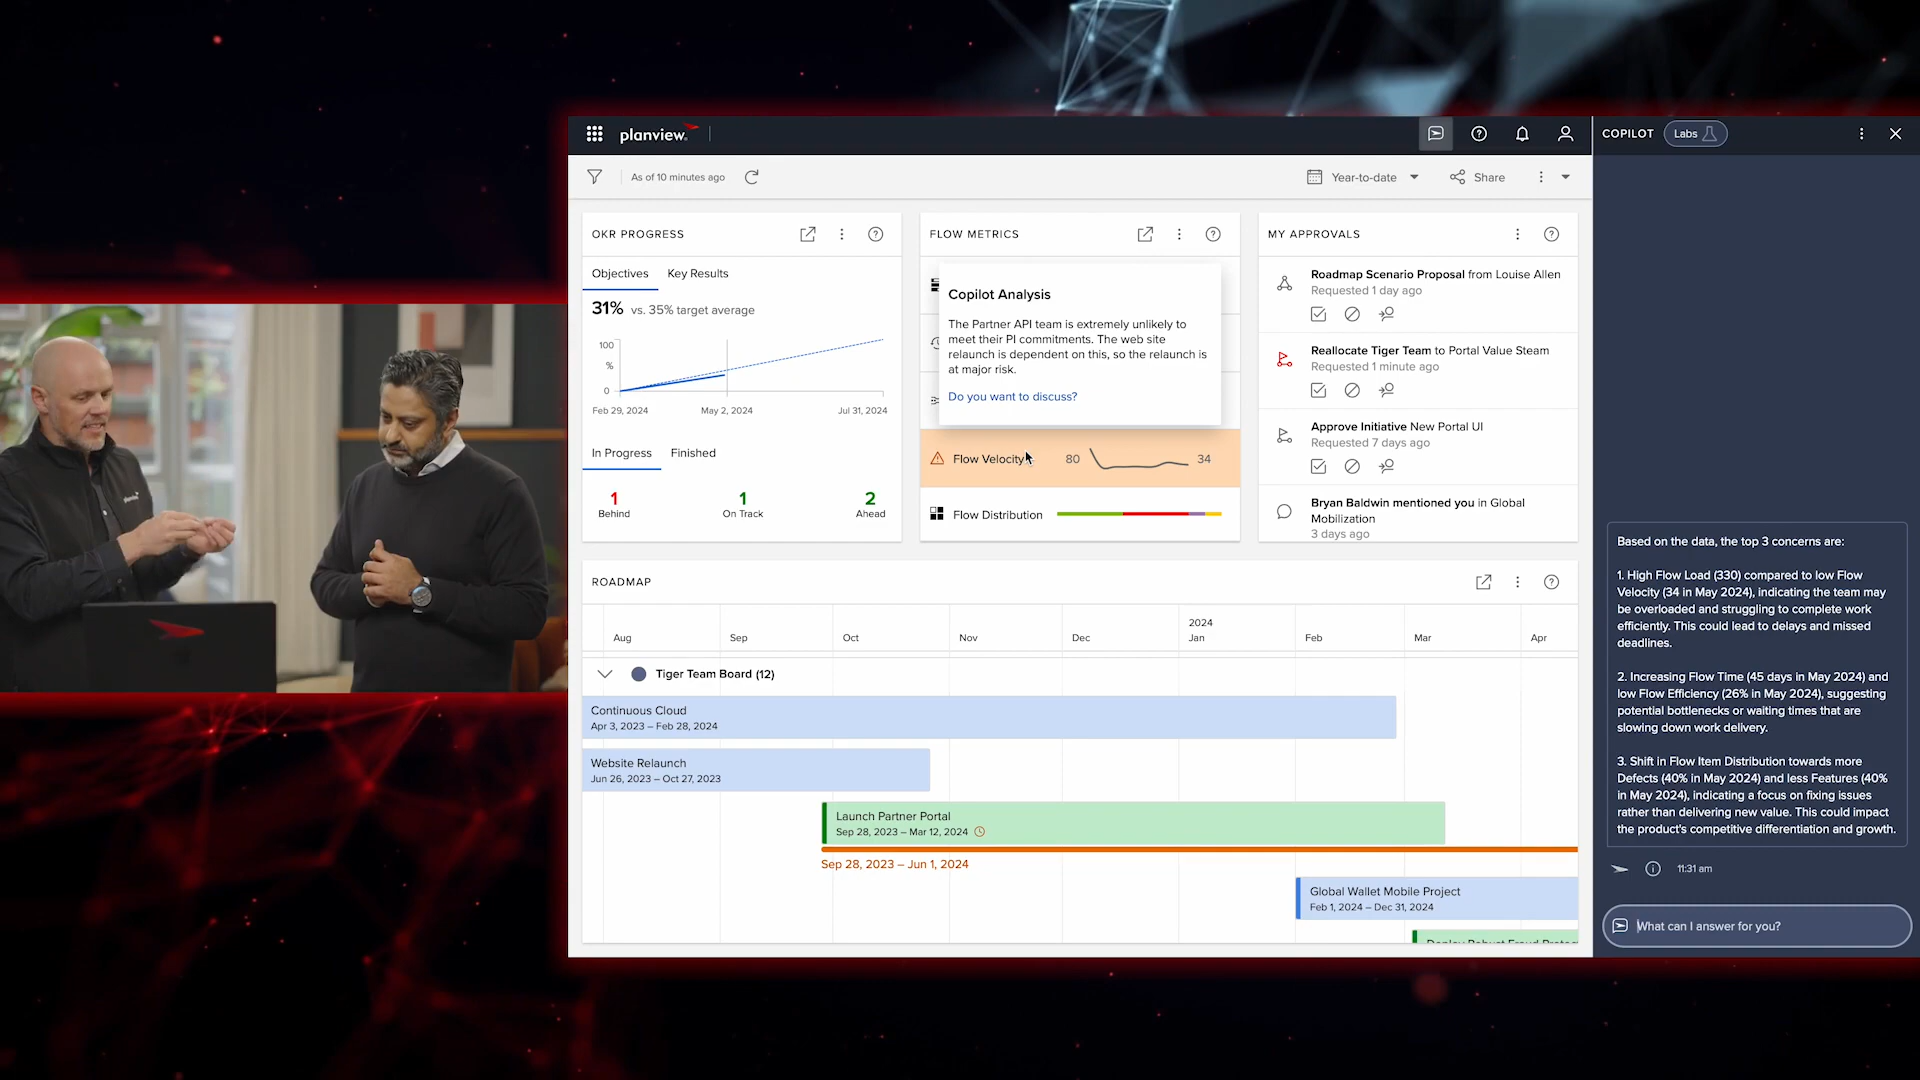 planview
COPILOT
Labs
As of 10 minutes ago
Year-to-date
Share
OKR PROGRESS
Objectives
Key Results
31% vs. 35% target average
100
%
0
Feb 29, 2024
May 2, 2024
Jul 31, 2024
In Progress
Finished
1
Behind
1
On Track
2
Ahead
FLOW METRICS
Copilot Analysis
The Partner API team is extremely unlikely to
meet their PI commitments. The web site
relaunch is dependent on this, so the relaunch is
at major risk.
Do you want to discuss?
Flow Velocity
80
34
Flow Distribution
MY APPROVALS
Roadmap Scenario Proposal from Louise Allen
Requested 1 day ago
Reallocate Tiger Team to Portal Value Steam
Requested 1 minute ago
Approve Initiative New Portal UI
Requested 7 days ago
Bryan Baldwin mentioned you in Global
Mobilization
3 days ago
ROADMAP
Aug
Sep
Oct
Nov
Dec
2024
Jan
Feb
Mar
Apr
Tiger Team Board (12)
Continuous Cloud
Apr 3, 2023 – Feb 28, 2024
Website Relaunch
Jun 26, 2023 – Oct 27, 2023
Launch Partner Portal
Sep 28, 2023 – Mar 12, 2024
Sep 28, 2023 – Jun 1, 2024
Global Wallet Mobile Project
Feb 1, 2024 – Dec 31, 2024
Based on the data, the top 3 concerns are:
1. High Flow Load (330) compared to low Flow
Velocity (34 in May 2024), indicating the team may
be overloaded and struggling to complete work
efficiently. This could lead to delays and missed
deadlines.
2. Increasing Flow Time (45 days in May 2024) and
low Flow Efficiency (26% in May 2024), suggesting
potential bottlenecks or waiting times that are
slowing down work delivery.
3. Shift in Flow Item Distribution towards more
Defects (40% in May 2024) and less Features (40%
in May 2024), indicating a focus on fixing issues
rather than delivering new value. This could impact
the product's competitive differentiation and growth.
11:31 am
What can I answer for you?